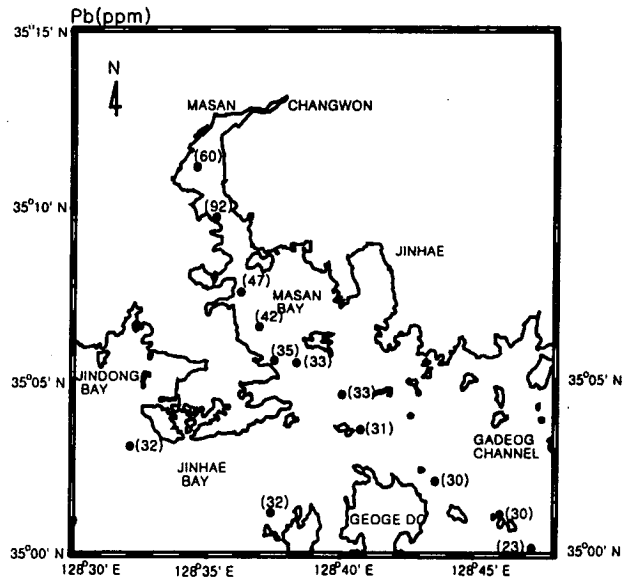 Pb(ppm)
35°15' N
N
MASAN
CHANGWON
(60)
35°10' N
(92)
JINHAE
(47)
MASAN
BAY
(42)
(35)
(33)
35°05' N
35°05' N
JINDONG
BAY
(33)
(31)
(32)
GADEOG
CHANNEL
JINHAE
BAY
(30)
(32)
GEOGE DO
(30)
(23)
35°00' N
35°00' N
128°30' E
128°35' E
128°40' E
128°45' E